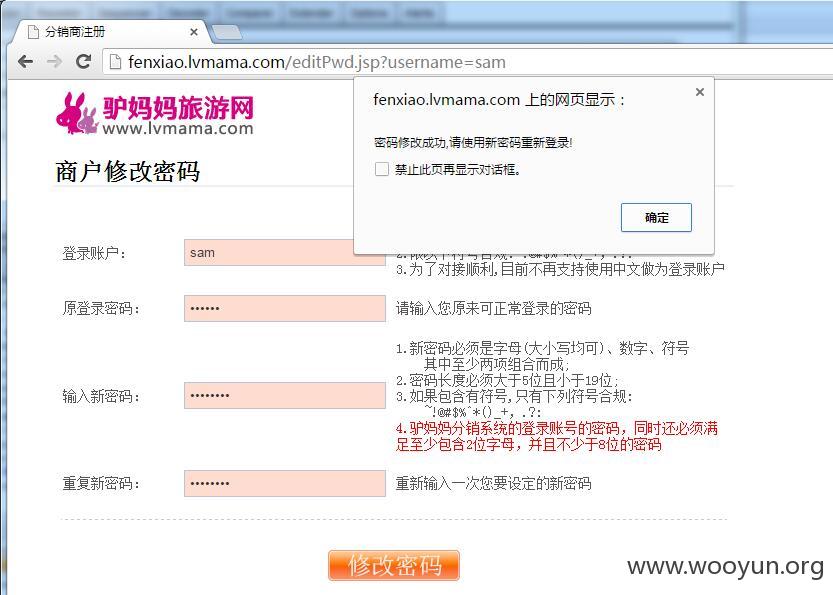 分销商注册
fenxiao.lvmama.com/editPwd.jsp?username=sam
驴妈妈旅游网
www.lvmama.com
fenxiao.lvmama.com 上的网页显示：
密码修改成功,请使用新密码重新登录!
禁止此页再显示对话框。
确定
商户修改密码
登录账户：
sam
3.为了对接顺利,目前不再支持使用中文做为登录账户
原登录密码：
••••••
请输入您原来可正常登录的密码
1.新密码必须是字母(大小写均可)、数字、符号
其中至少两项组合而成;
2.密码长度必须大于5位且小于19位;
3.如果包含有符号,只有下列符号合规:
~!@#$%^*()_+, .?:
4.驴妈妈分销系统的登录账号的密码，同时还必须满
足至少包含2位字母，并且不少于8位的密码
输入新密码：
••••••••
重复新密码：
••••••••
重新输入一次您要设定的新密码
修改密码
www.wooyun.org